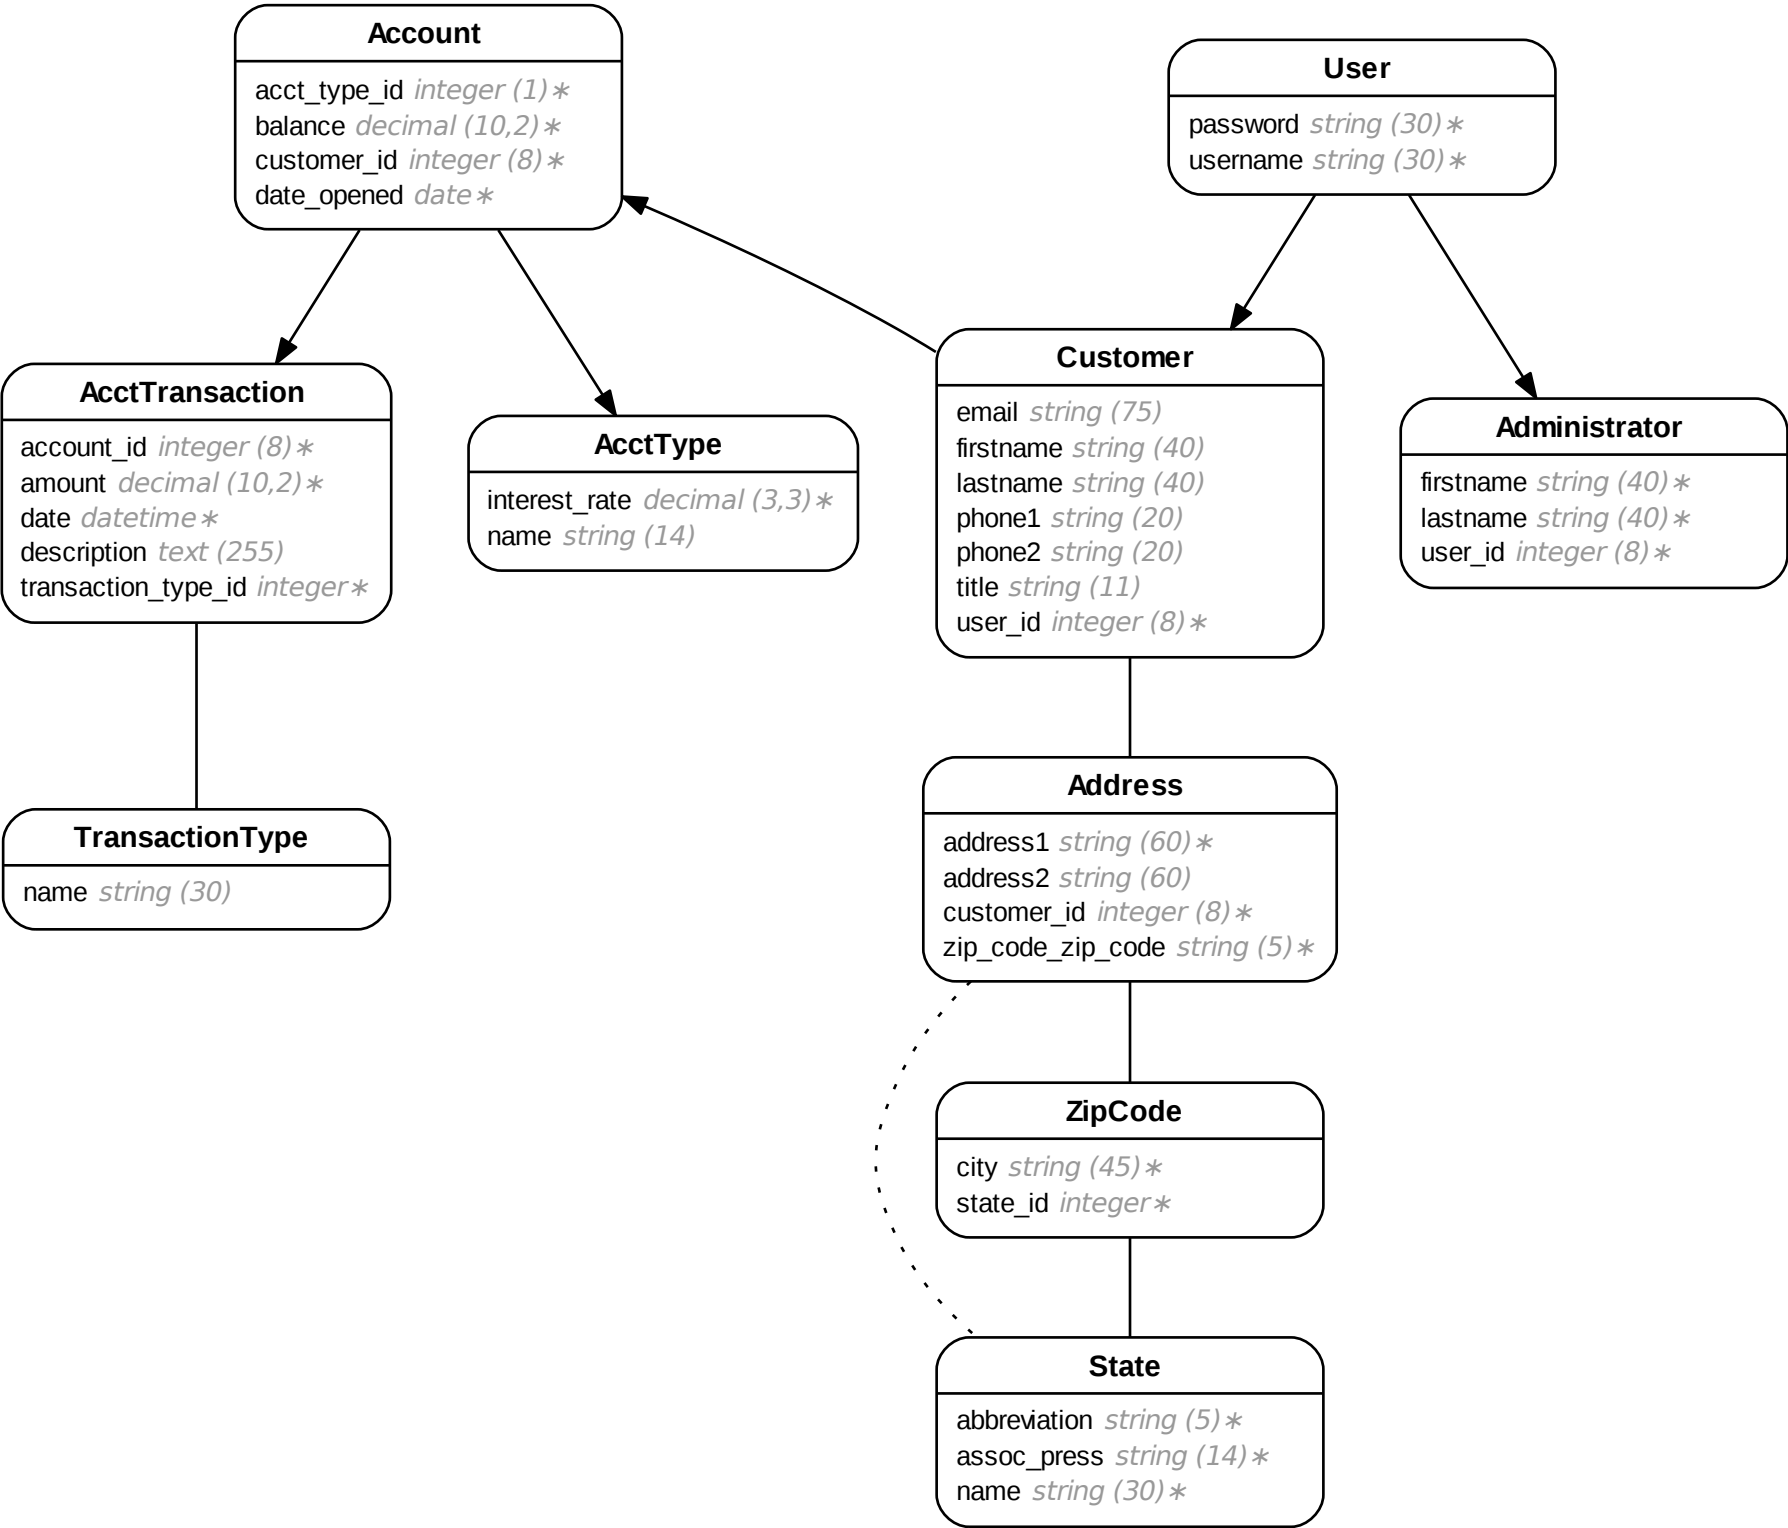 Account
acct_type_id integer (1)∗
balance decimal (10,2)∗
customer_id integer (8)∗
date_opened date∗
User
password string (30)∗
username string (30)∗
AcctTransaction
account_id integer (8)∗
amount decimal (10,2)∗
date datetime∗
description text (255)
transaction_type_id integer∗
AcctType
interest_rate decimal (3,3)∗
name string (14)
Customer
email string (75)
firstname string (40)
lastname string (40)
phone1 string (20)
phone2 string (20)
title string (11)
user_id integer (8)∗
Administrator
firstname string (40)∗
lastname string (40)∗
user_id integer (8)∗
TransactionType
name string (30)
Address
address1 string (60)∗
address2 string (60)
customer_id integer (8)∗
zip_code_zip_code string (5)∗
ZipCode
city string (45)∗
state_id integer∗
State
abbreviation string (5)∗
assoc_press string (14)∗
name string (30)∗